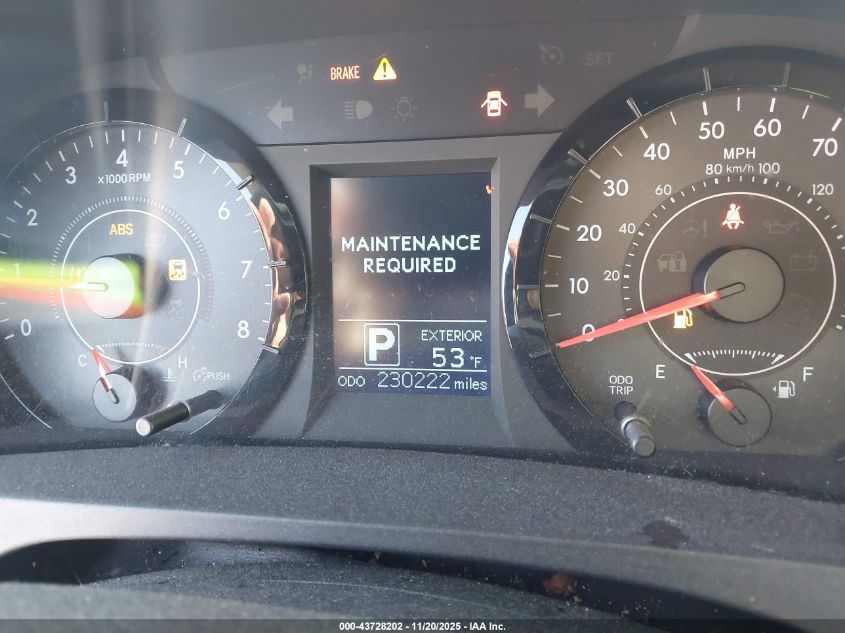 BRAKE
SET
x1000 RPM
0
1
2
3
4
5
6
7
8
ABS
C
H
PUSH
MAINTENANCE
REQUIRED
P
EXTERIOR
53 °F
ODO 230222 miles
MPH
80 km/h 100
0
10
20
30
40
50
60
70
20
40
60
120
E
F
ODO
TRIP
000-43728202 - 11/20/2025 - IAA Inc.